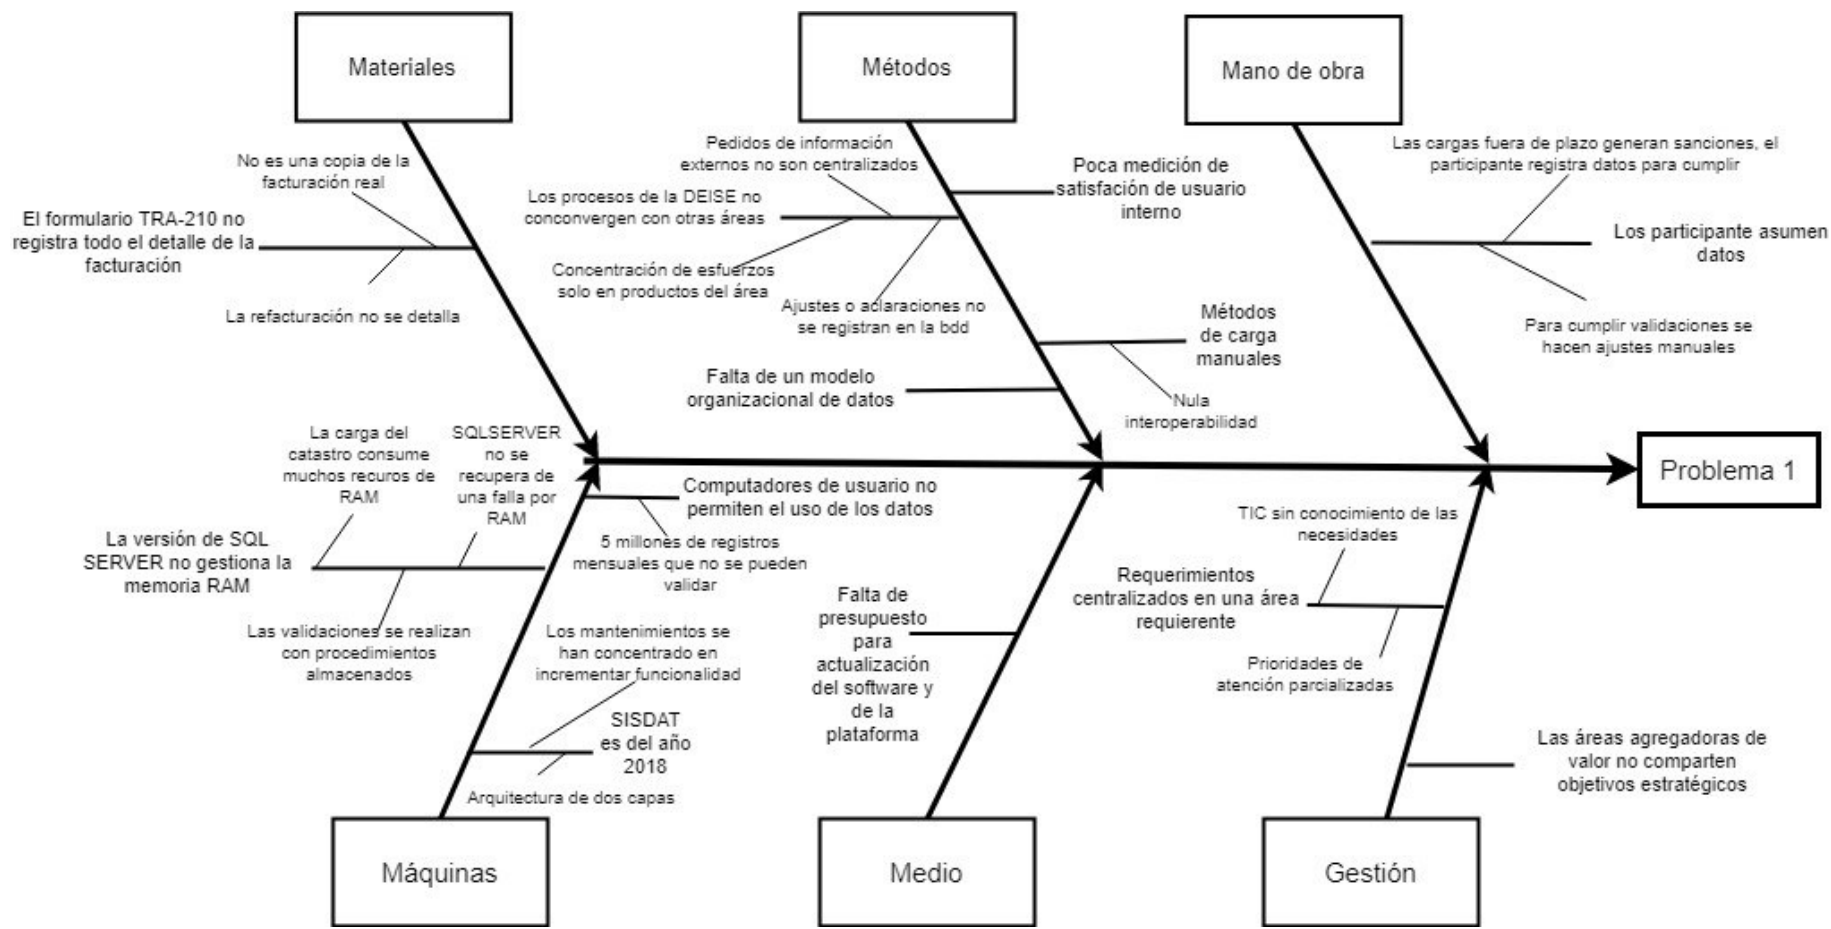 Materiales
Métodos
Mano de obra
No es una copia de la
facturación real
El formulario TRA-210 no
registra todo el detalle de la
facturación
La refacturación no se detalla
Pedidos de información
externos no son centralizados
Los procesos de la DEISE no
conconvergen con otras áreas
Concentración de esfuerzos
solo en productos del área
Ajustes o aclaraciones no
se registran en la bdd
Poca medición de
satisfación de usuario
interno
Métodos
de carga
manuales
Nula
interoperabilidad
Falta de un modelo
organizacional de datos
Las cargas fuera de plazo generan sanciones, el
participante registra datos para cumplir
Los participante asumen
datos
Para cumplir validaciones se
hacen ajustes manuales
Problema 1
La carga del
catastro consume
muchos recuros de
RAM
SQLSERVER
no se
recupera de
una falla por
RAM
La versión de SQL
SERVER no gestiona la
memoria RAM
Las validaciones se realizan
con procedimientos
almacenados
Computadores de usuario no
permiten el uso de los datos
5 millones de registros
mensuales que no se pueden
validar
Los mantenimientos se
han concentrado en
incrementar funcionalidad
SISDAT
es del año
2018
Arquitectura de dos capas
Falta de
presupuesto
para
actualización
del software y
de la
plataforma
TIC sin conocimiento de las
necesidades
Requerimientos
centralizados en una área
requierente
Prioridades de
atención parcializadas
Las áreas agregadoras de
valor no comparten
objetivos estratégicos
Máquinas
Medio
Gestión